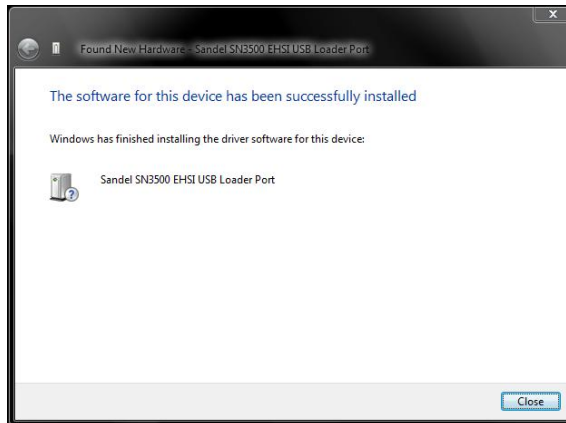 Found New Hardware - Sandel SN3500 EHSI USB Loader Port
The software for this device has been successfully installed
Windows has finished installing the driver software for this device:
Sandel SN3500 EHSI USB Loader Port
Close